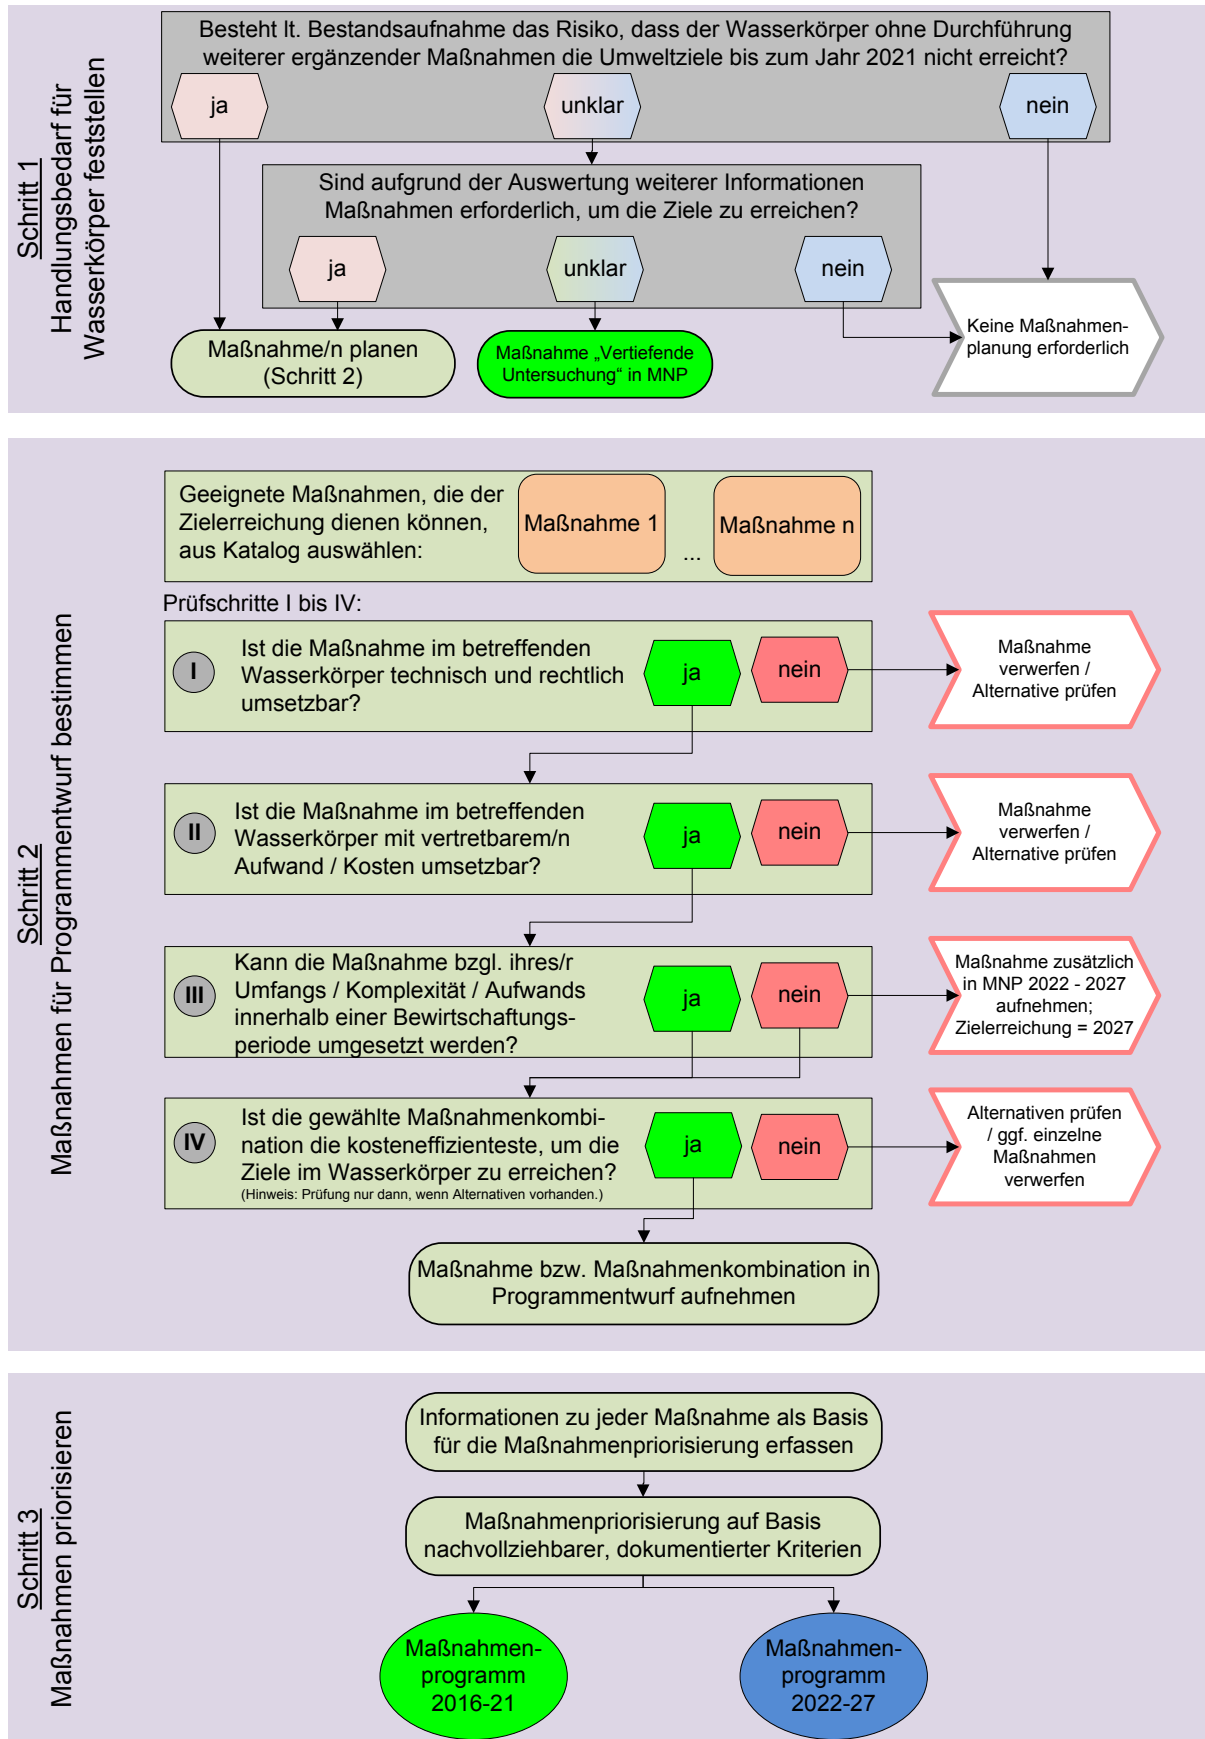 Schritt 1
Handlungsbedarf für
Wasserkörper feststellen
Besteht lt. Bestandsaufnahme das Risiko, dass der Wasserkörper ohne Durchführung
weiterer ergänzender Maßnahmen die Umweltziele bis zum Jahr 2021 nicht erreicht?
ja
unklar
nein
Sind aufgrund der Auswertung weiterer Informationen
Maßnahmen erforderlich, um die Ziele zu erreichen?
ja
unklar
nein
Maßnahme/n planen
(Schritt 2)
Maßnahme „Vertiefende
Untersuchung“ in MNP
Keine Maßnahmen-
planung erforderlich
Schritt 2
Maßnahmen für Programmentwurf bestimmen
Geeignete Maßnahmen, die der
Zielerreichung dienen können,
aus Katalog auswählen:
Maßnahme 1
...
Maßnahme n
Prüfschritte I bis IV:
I
Ist die Maßnahme im betreffenden
Wasserkörper technisch und rechtlich
umsetzbar?
ja
nein
Maßnahme
verwerfen /
Alternative prüfen
II
Ist die Maßnahme im betreffenden
Wasserkörper mit vertretbarem/n
Aufwand / Kosten umsetzbar?
ja
nein
Maßnahme
verwerfen /
Alternative prüfen
III
Kann die Maßnahme bzgl. ihres/r
Umfangs / Komplexität / Aufwands
innerhalb einer Bewirtschaftungs-
periode umgesetzt werden?
ja
nein
Maßnahme zusätzlich
in MNP 2022 - 2027
aufnehmen;
Zielerreichung = 2027
IV
Ist die gewählte Maßnahmenkombi-
nation die kosteneffizienteste, um die
Ziele im Wasserkörper zu erreichen?
(Hinweis: Prüfung nur dann, wenn Alternativen vorhanden.)
ja
nein
Alternativen prüfen
/ ggf. einzelne
Maßnahmen
verwerfen
Maßnahme bzw. Maßnahmenkombination in
Programmentwurf aufnehmen
Schritt 3
Maßnahmen priorisieren
Informationen zu jeder Maßnahme als Basis
für die Maßnahmenpriorisierung erfassen
Maßnahmenpriorisierung auf Basis
nachvollziehbarer, dokumentierter Kriterien
Maßnahmen-
programm
2016-21
Maßnahmen-
programm
2022-27